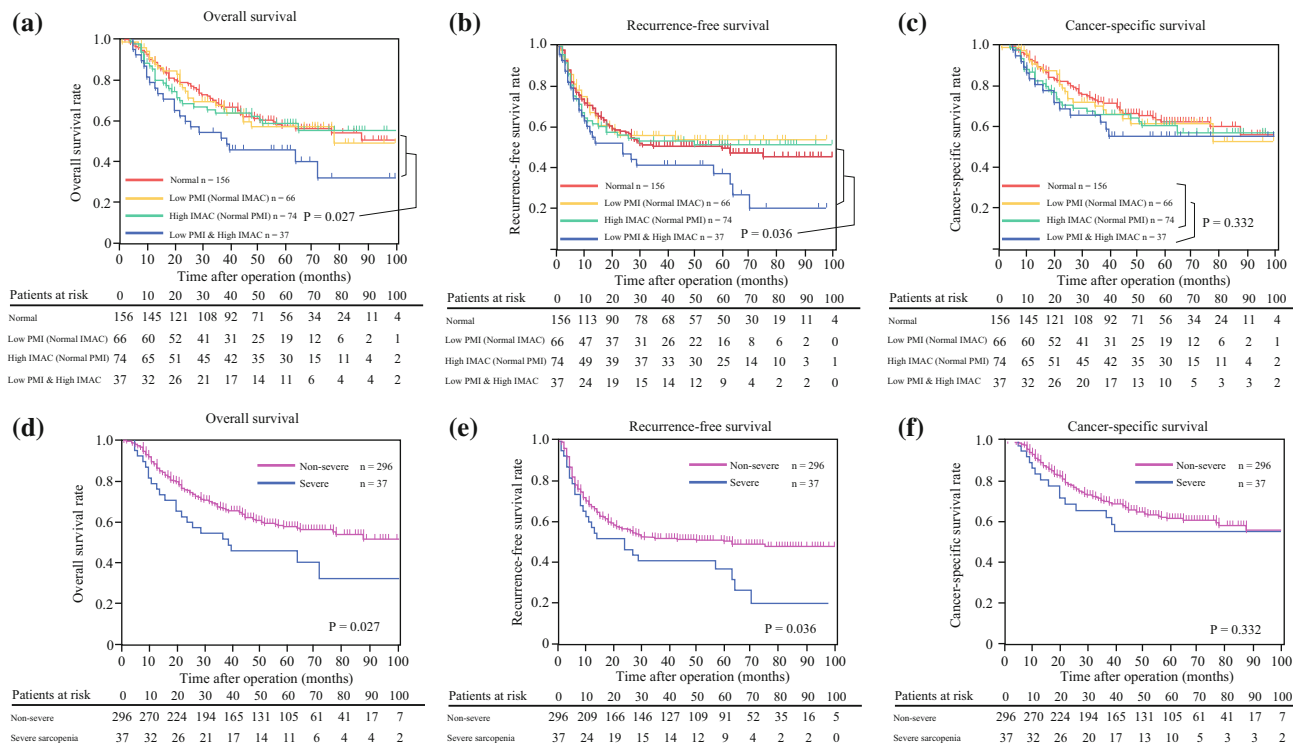 (a)
Overall survival
Overall survival rate
1.0
0.8
0.6
0.4
0.2
0
Normal n = 156
Low PMI (Normal IMAC) n = 66
High IMAC (Normal PMI) n = 74
Low PMI & High IMAC n = 37
P = 0.027
0 10 20 30 40 50 60 70 80 90 100
Time after operation (months)
Patients at risk 0 10 20 30 40 50 60 70 80 90 100
Normal 156 145 121 108 92 71 56 34 24 11 4
Low PMI (Normal IMAC) 66 60 52 41 31 25 19 12 6 2 1
High IMAC (Normal PMI) 74 65 51 45 42 35 30 15 11 4 2
Low PMI & High IMAC 37 32 26 21 17 14 11 6 4 4 2
(b)
Recurrence-free survival
Recurrence-free survival rate
1.0
0.8
0.6
0.4
0.2
0
Normal n = 156
Low PMI (Normal IMAC) n = 66
High IMAC (Normal PMI) n = 74
Low PMI & High IMAC n = 37
P = 0.036
0 10 20 30 40 50 60 70 80 90 100
Time after operation (months)
Patients at risk 0 10 20 30 40 50 60 70 80 90 100
Normal 156 113 90 78 68 57 50 30 19 11 4
Low PMI (Normal IMAC) 66 47 37 31 26 22 16 8 6 2 0
High IMAC (Normal PMI) 74 49 39 37 33 30 25 14 10 3 1
Low PMI & High IMAC 37 24 19 15 14 12 9 4 2 2 0
(c)
Cancer-specific survival
Cancer-specific survival rate
1.0
0.8
0.6
0.4
0.2
0
Normal n = 156
Low PMI (Normal IMAC) n = 66
High IMAC (Normal PMI) n = 74
Low PMI & High IMAC n = 37
P = 0.332
0 10 20 30 40 50 60 70 80 90 100
Time after operation (months)
Patients at risk 0 10 20 30 40 50 60 70 80 90 100
Normal 156 145 121 108 92 71 56 34 24 11 4
Low PMI (Normal IMAC) 66 60 52 41 31 25 19 12 6 2 1
High IMAC (Normal PMI) 74 65 51 45 42 35 30 15 11 4 2
Low PMI & High IMAC 37 32 26 20 17 13 10 5 3 3 2
(d)
Overall survival
Overall survival rate
1.0
0.8
0.6
0.4
0.2
0
Non-severe n = 296
Severe n = 37
P = 0.027
0 10 20 30 40 50 60 70 80 90 100
Time after operation (months)
Patients at risk 0 10 20 30 40 50 60 70 80 90 100
Non-severe 296 270 224 194 165 131 105 61 41 17 7
Severe sarcopenia 37 32 26 21 17 14 11 6 4 4 2
(e)
Recurrence-free survival
Recurrence-free survival rate
1.0
0.8
0.6
0.4
0.2
0
Non-severe n = 296
Severe n = 37
P = 0.036
0 10 20 30 40 50 60 70 80 90 100
Time after operation (months)
Patients at risk 0 10 20 30 40 50 60 70 80 90 100
Non-severe 296 209 166 146 127 109 91 52 35 16 5
Severe sarcopenia 37 24 19 15 14 12 9 4 2 2 0
(f)
Cancer-specific survival
Cancer-specific survival rate
1.0
0.8
0.6
0.4
0.2
0
Non-severe n = 296
Severe n = 37
P = 0.332
0 10 20 30 40 50 60 70 80 90 100
Time after operation (months)
Patients at risk 0 10 20 30 40 50 60 70 80 90 100
Non-severe 296 270 224 194 165 131 105 61 41 17 7
Severe sarcopenia 37 32 26 20 17 13 10 5 3 3 2